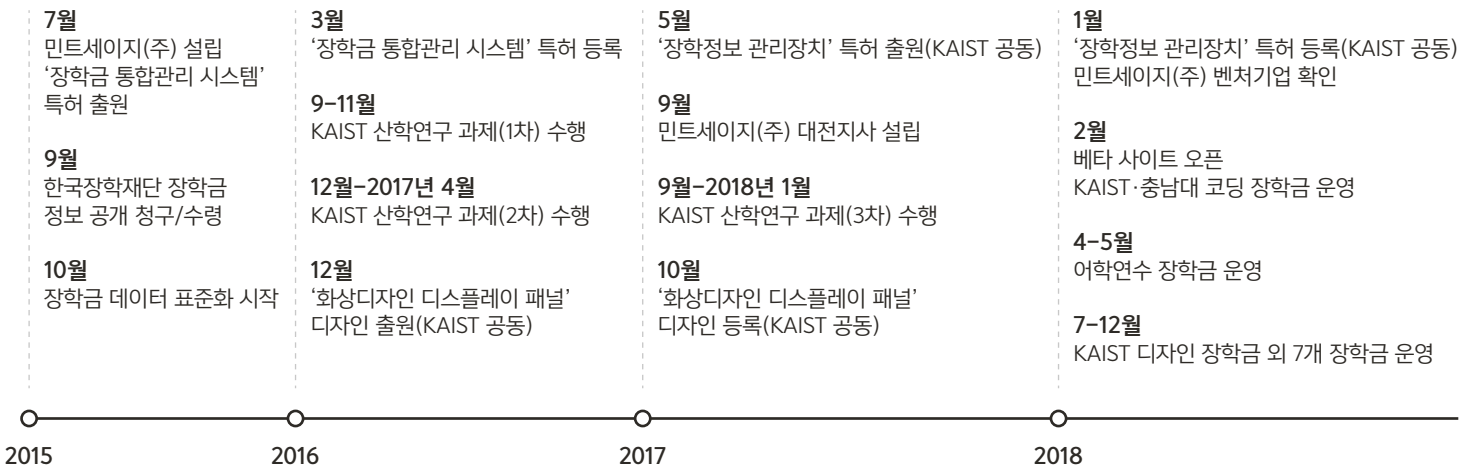 7월
민트세이지(주) 설립
‘장학금 통합관리 시스템’
특허 출원
9월
한국장학재단 장학금
정보 공개 청구/수령
10월
장학금 데이터 표준화 시작
3월
‘장학금 통합관리 시스템’ 특허 등록
9-11월
KAIST 산학연구 과제(1차) 수행
12월-2017년 4월
KAIST 산학연구 과제(2차) 수행
12월
‘화상디자인 디스플레이 패널’
디자인 출원(KAIST 공동)
5월
‘장학정보 관리장치’ 특허 출원(KAIST 공동)
9월
민트세이지(주) 대전지사 설립
9월-2018년 1월
KAIST 산학연구 과제(3차) 수행
10월
‘화상디자인 디스플레이 패널’
디자인 등록(KAIST 공동)
1월
‘장학정보 관리장치’ 특허 등록(KAIST 공동)
민트세이지(주) 벤처기업 확인
2월
베타 사이트 오픈
KAIST·충남대 코딩 장학금 운영
4-5월
어학연수 장학금 운영
7-12월
KAIST 디자인 장학금 외 7개 장학금 운영
2015
2016
2017
2018